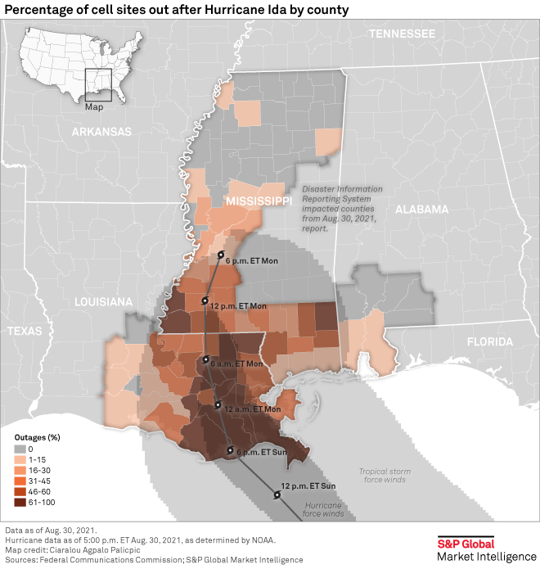 Percentage of cell sites out after Hurricane Ida by county
TENNESSEE
Map
ARKANSAS
MISSISSIPPI
Disaster Information
Reporting System
impacted counties
from Aug. 30, 2021,
report.
ALABAMA
6 p.m. ET Mon
LOUISIANA
12 p.m. ET Mon
TEXAS
FLORIDA
6 a.m. ET Mon
12 a.m. ET Mon
Outages (%)
0
1-15
16-30
31-45
46-60
61-100
6 p.m. ET Sun
Tropical storm
force winds
12 p.m. ET Sun
Hurricane
force winds
Data as of Aug. 30, 2021.
Hurricane data as of 5:00 p.m. ET Aug. 30, 2021, as determined by NOAA.
Map credit: Ciaralou Agpalo Palicpic
Sources: Federal Communications Commission; S&P Global Market Intelligence
S&P Global
Market Intelligence